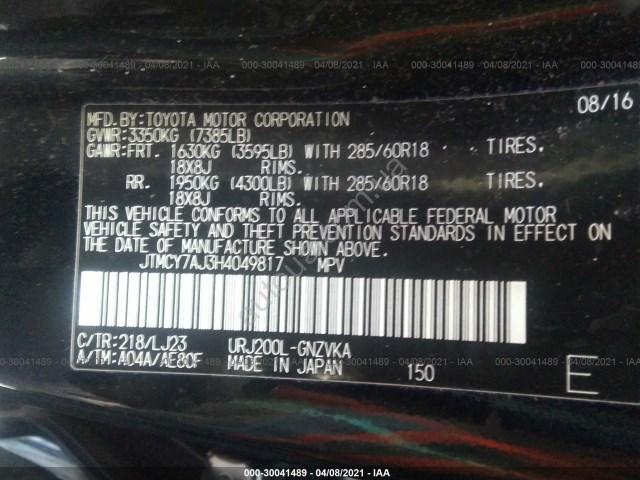 000-30041489 - 04/08/2021 - IAA 000-30041489 - 04/08/2021 - IAA 000-30041489 - 04/08/2021 - IAA
08/16
MFD.BY:TOYOTA MOTOR CORPORATION
GVWR:3350KG (7385LB)
GAWR:FRT. 1630KG (3595LB) WITH 285/60R18 TIRES.
18X8J RIMS.
RR. 1950KG (4300LB) WITH 285/60R18 TIRES.
18X8J RIMS.
THIS VEHICLE CONFORMS TO ALL APPLICABLE FEDERAL MOTOR
VEHICLE SAFETY AND THEFT PREVENTION STANDARDS IN EFFECT ON
THE DATE OF MANUFACTURE SHOWN ABOVE.
JTMCY7AJ3H4049817 MPV
C/TR:218/LJ23 URJ200L-GNZVKA
A/TM:A04A/AE80F MADE IN JAPAN 150 E
000-30041489 - 04/08/2021 - IAA